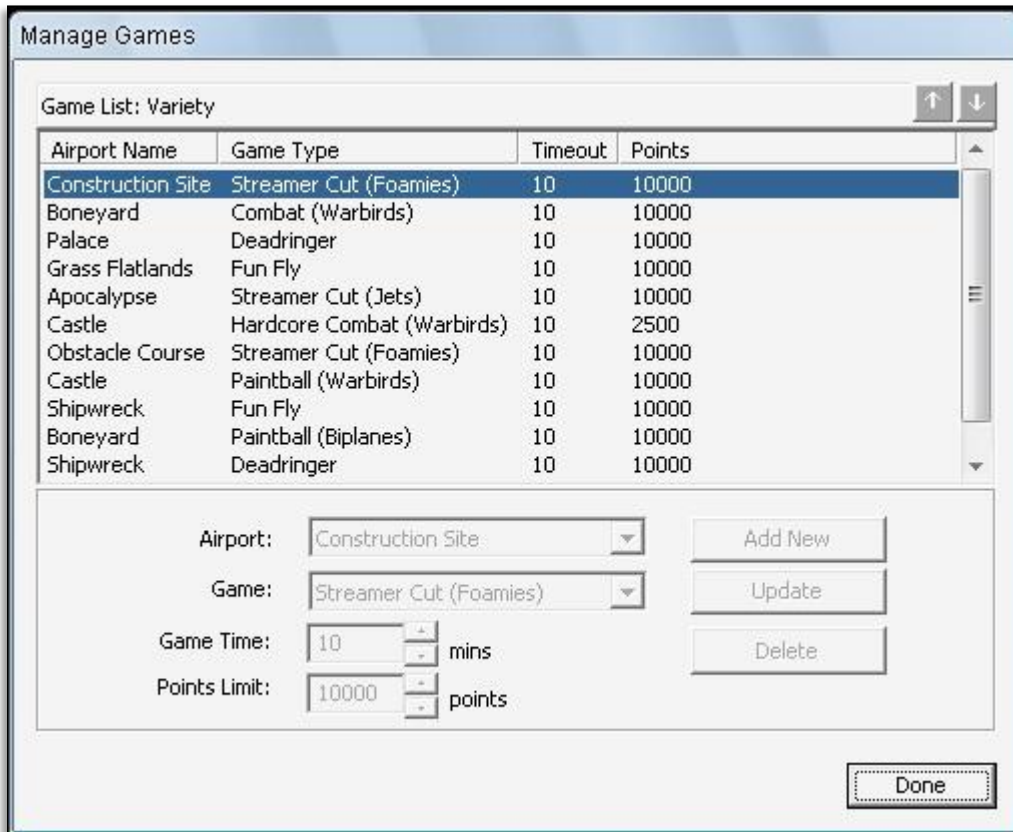 Manage Games
Game List: Variety
Airport Name Game Type Timeout Points
Construction Site Streamer Cut (Foamies) 10 10000
Boneyard Combat (Warbirds) 10 10000
Palace Deadringer 10 10000
Grass Flatlands Fun Fly 10 10000
Apocalypse Streamer Cut (Jets) 10 10000
Castle Hardcore Combat (Warbirds) 10 2500
Obstacle Course Streamer Cut (Foamies) 10 10000
Castle Paintball (Warbirds) 10 10000
Shipwreck Fun Fly 10 10000
Boneyard Paintball (Biplanes) 10 10000
Shipwreck Deadringer 10 10000
Airport: Construction Site Add New
Game: Streamer Cut (Foamies) Update
Game Time: 10 mins Delete
Points Limit: 10000 points
Done